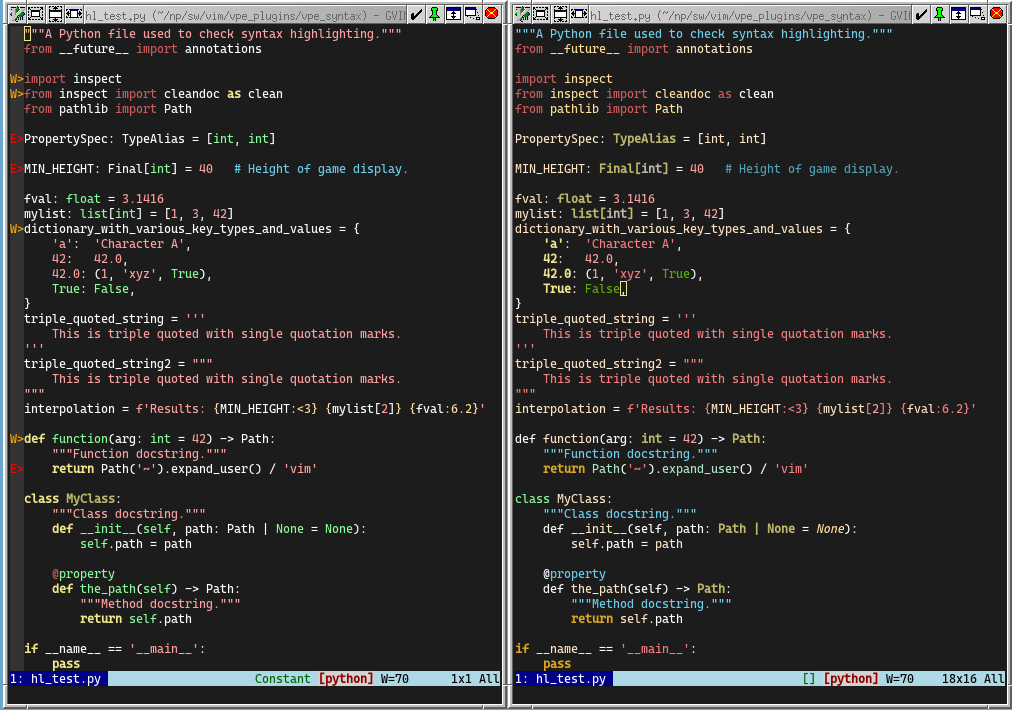 hl_test.py (~/np/sw/vim/vpe_plugins/vpe_syntax) - GVI
"""A Python file used to check syntax highlighting."""
from __future__ import annotations
W>import inspect
W>from inspect import cleandoc as clean
from pathlib import Path
E>PropertySpec: TypeAlias = [int, int]
E>MIN_HEIGHT: Final[int] = 40   # Height of game display.
fval: float = 3.1416
mylist: list[int] = [1, 3, 42]
W>dictionary_with_various_key_types_and_values = {
    'a':  'Character A',
    42:   42.0,
    42.0: (1, 'xyz', True),
    True: False,
}
triple_quoted_string = '''
    This is triple quoted with single quotation marks.
'''
triple_quoted_string2 = """
    This is triple quoted with single quotation marks.
"""
interpolation = f'Results: {MIN_HEIGHT:<3} {mylist[2]} {fval:6.2}'
W>def function(arg: int = 42) -> Path:
    """Function docstring."""
E>    return Path('~').expand_user() / 'vim'
class MyClass:
    """Class docstring."""
    def __init__(self, path: Path | None = None):
        self.path = path
    @property
    def the_path(self) -> Path:
        """Method docstring."""
        return self.path
if __name__ == '__main__':
    pass
1: hl_test.py Constant [python] W=70 1x1 All
hl_test.py (~/np/sw/vim/vpe_plugins/vpe_syntax) - GVI
"""A Python file used to check syntax highlighting."""
from __future__ import annotations
import inspect
from inspect import cleandoc as clean
from pathlib import Path
PropertySpec: TypeAlias = [int, int]
MIN_HEIGHT: Final[int] = 40   # Height of game display.
fval: float = 3.1416
mylist: list[int] = [1, 3, 42]
dictionary_with_various_key_types_and_values = {
    'a':  'Character A',
    42:   42.0,
    42.0: (1, 'xyz', True),
    True: False,
}
triple_quoted_string = '''
    This is triple quoted with single quotation marks.
'''
triple_quoted_string2 = """
    This is triple quoted with single quotation marks.
"""
interpolation = f'Results: {MIN_HEIGHT:<3} {mylist[2]} {fval:6.2}'
def function(arg: int = 42) -> Path:
    """Function docstring."""
    return Path('~').expand_user() / 'vim'
class MyClass:
    """Class docstring."""
    def __init__(self, path: Path | None = None):
        self.path = path
    @property
    def the_path(self) -> Path:
        """Method docstring."""
        return self.path
if __name__ == '__main__':
    pass
1: hl_test.py [] [python] W=70 18x16 All